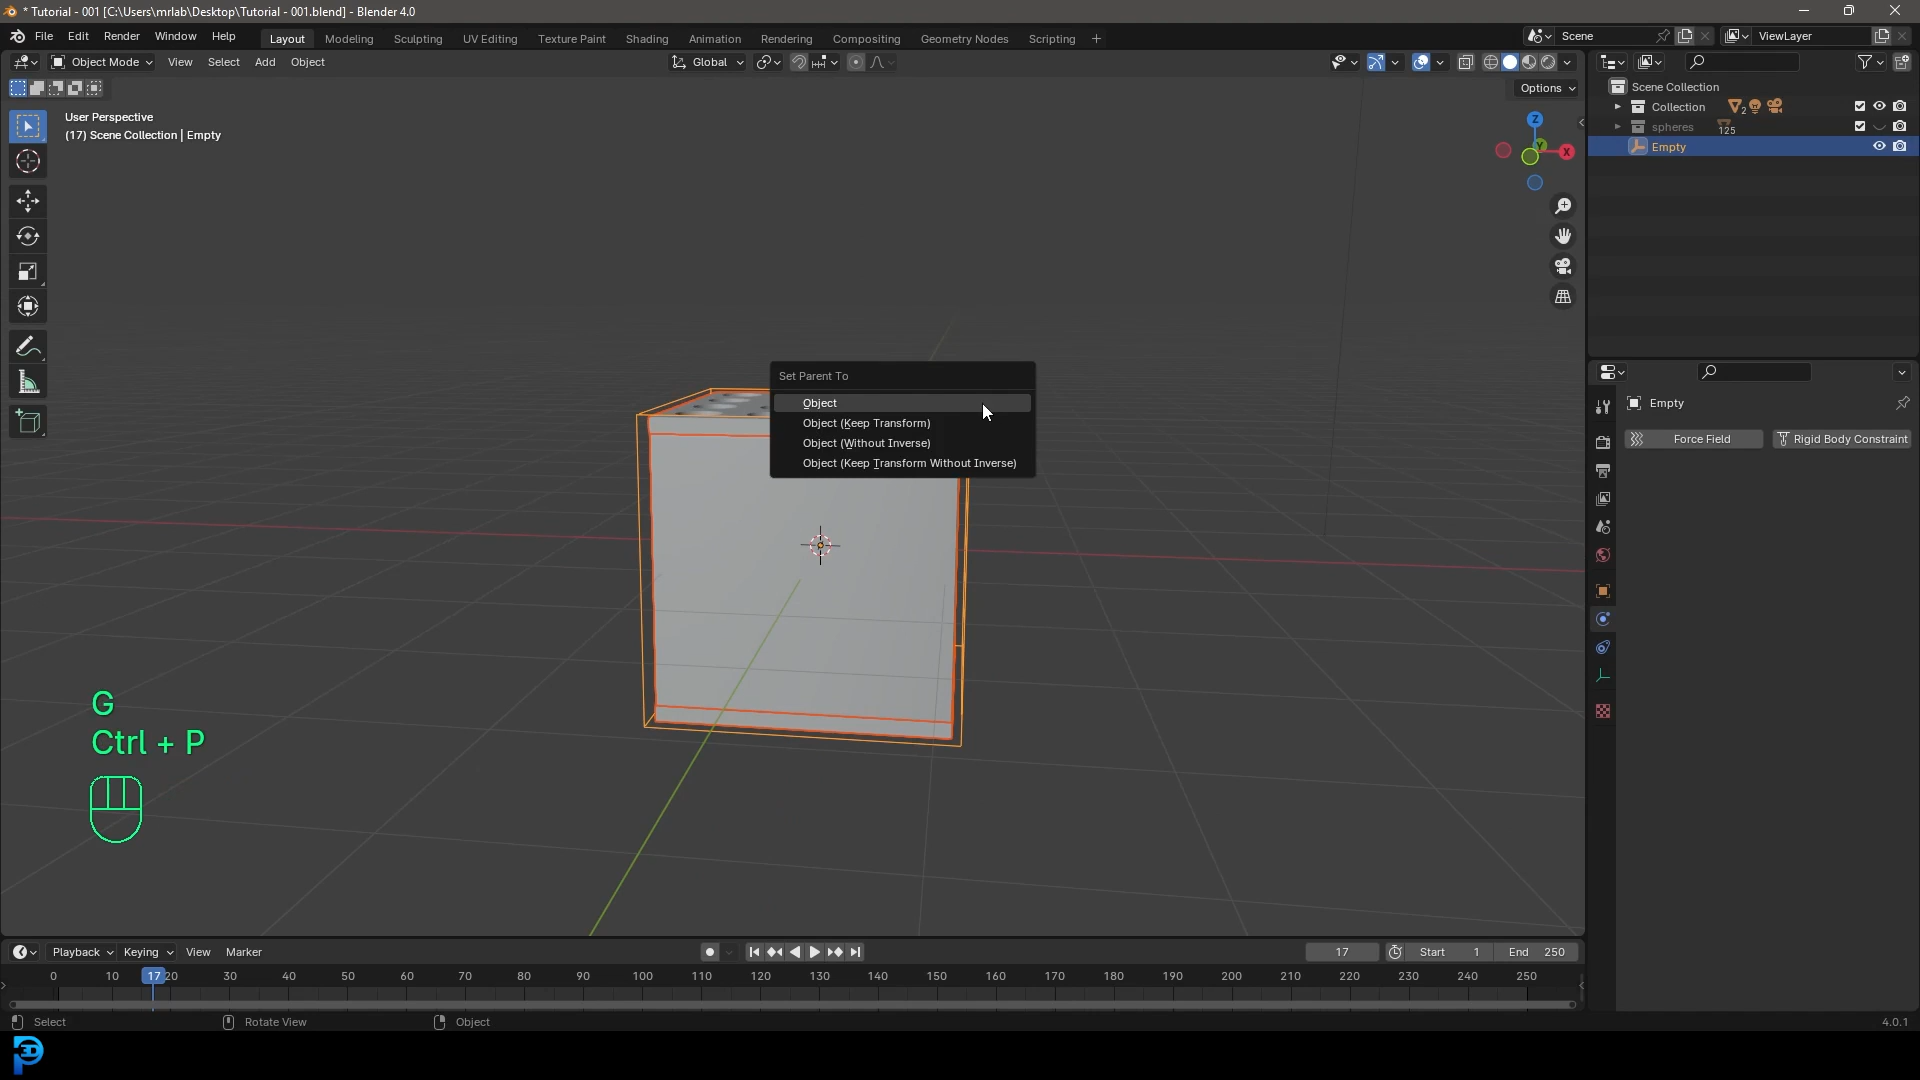 * Tutorial - 001 [C:\Users\mrlab\Desktop\Tutorial - 001.blend] - Blender 4.0
File Edit Render Window Help Layout Modeling Sculpting UV Editing Texture Paint Shading Animation Rendering Compositing Geometry Nodes Scripting + Scene ViewLayer
Object Mode View Select Add Object Global
Options
User Perspective
(17) Scene Collection | Empty
Z
Y
X
Scene Collection
Collection 2
spheres 125
Empty
Set Parent To
Object
Object (Keep Transform)
Object (Without Inverse)
Object (Keep Transform Without Inverse)
Empty
Force Field Rigid Body Constraint
G
Ctrl + P
Playback Keying View Marker 17 Start 1 End 250
0 10 17 20 30 40 50 60 70 80 90 100 110 120 130 140 150 160 170 180 190 200 210 220 230 240 250
Select Rotate View Object 4.0.1
P3D